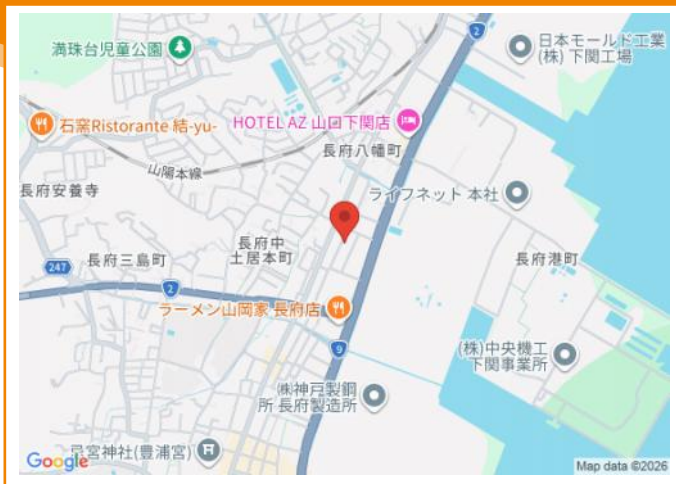 2
日本モールド工業
(株) 下関工場
満珠台児童公園
石窯Ristorante 結-yu-
HOTEL AZ 山口下関店
長府八幡町
山陽本線
ライフネット 本社
長府安養寺
長府中
土居本町
長府三島町
長府港町
247
2
ラーメン山岡家 長府店
9
(株)中央機工
下関事業所
㈱神戸製鋼
所 長府製造所
忌宮神社(豊浦宮)
Google
Map data ©2026